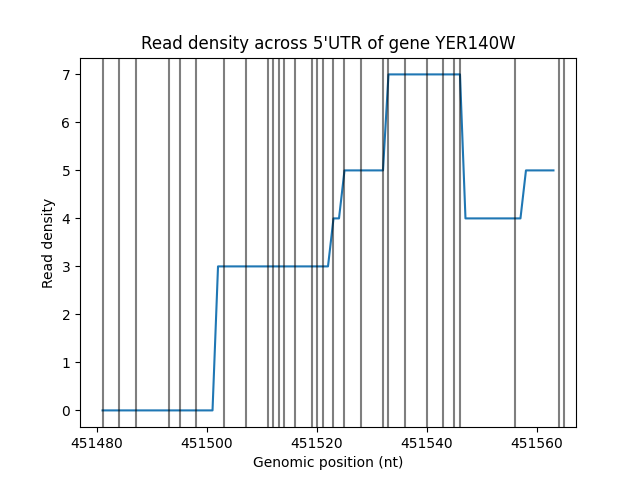 Read density across 5'UTR of gene YER140W
7
6
5
4
3
2
1
0
Read density
451480 451500 451520 451540 451560
Genomic position (nt)